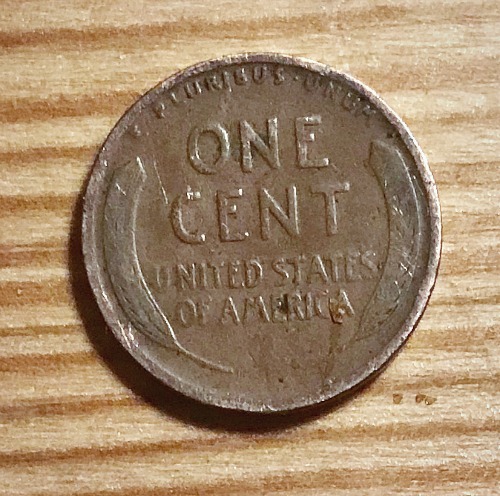 E·PLURIBUS·UNUM
ONE
CENT
UNITED STATES
OF AMERICA